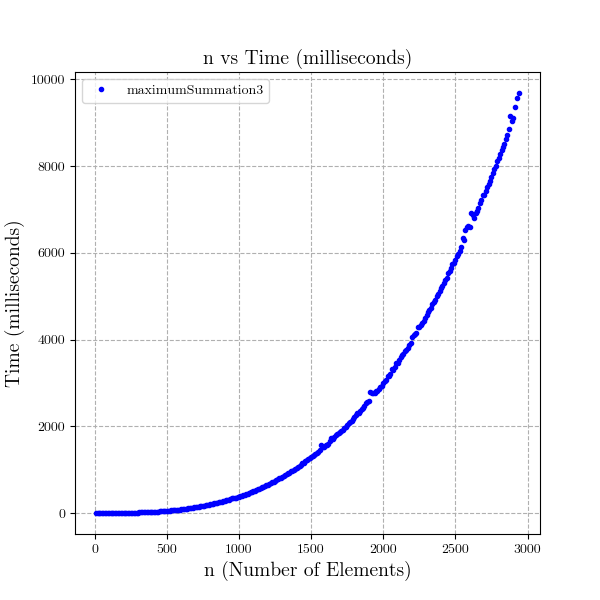 n vs Time (milliseconds)
maximumSummation3
10000
8000
6000
4000
2000
0
Time (milliseconds)
0 500 1000 1500 2000 2500 3000
n (Number of Elements)